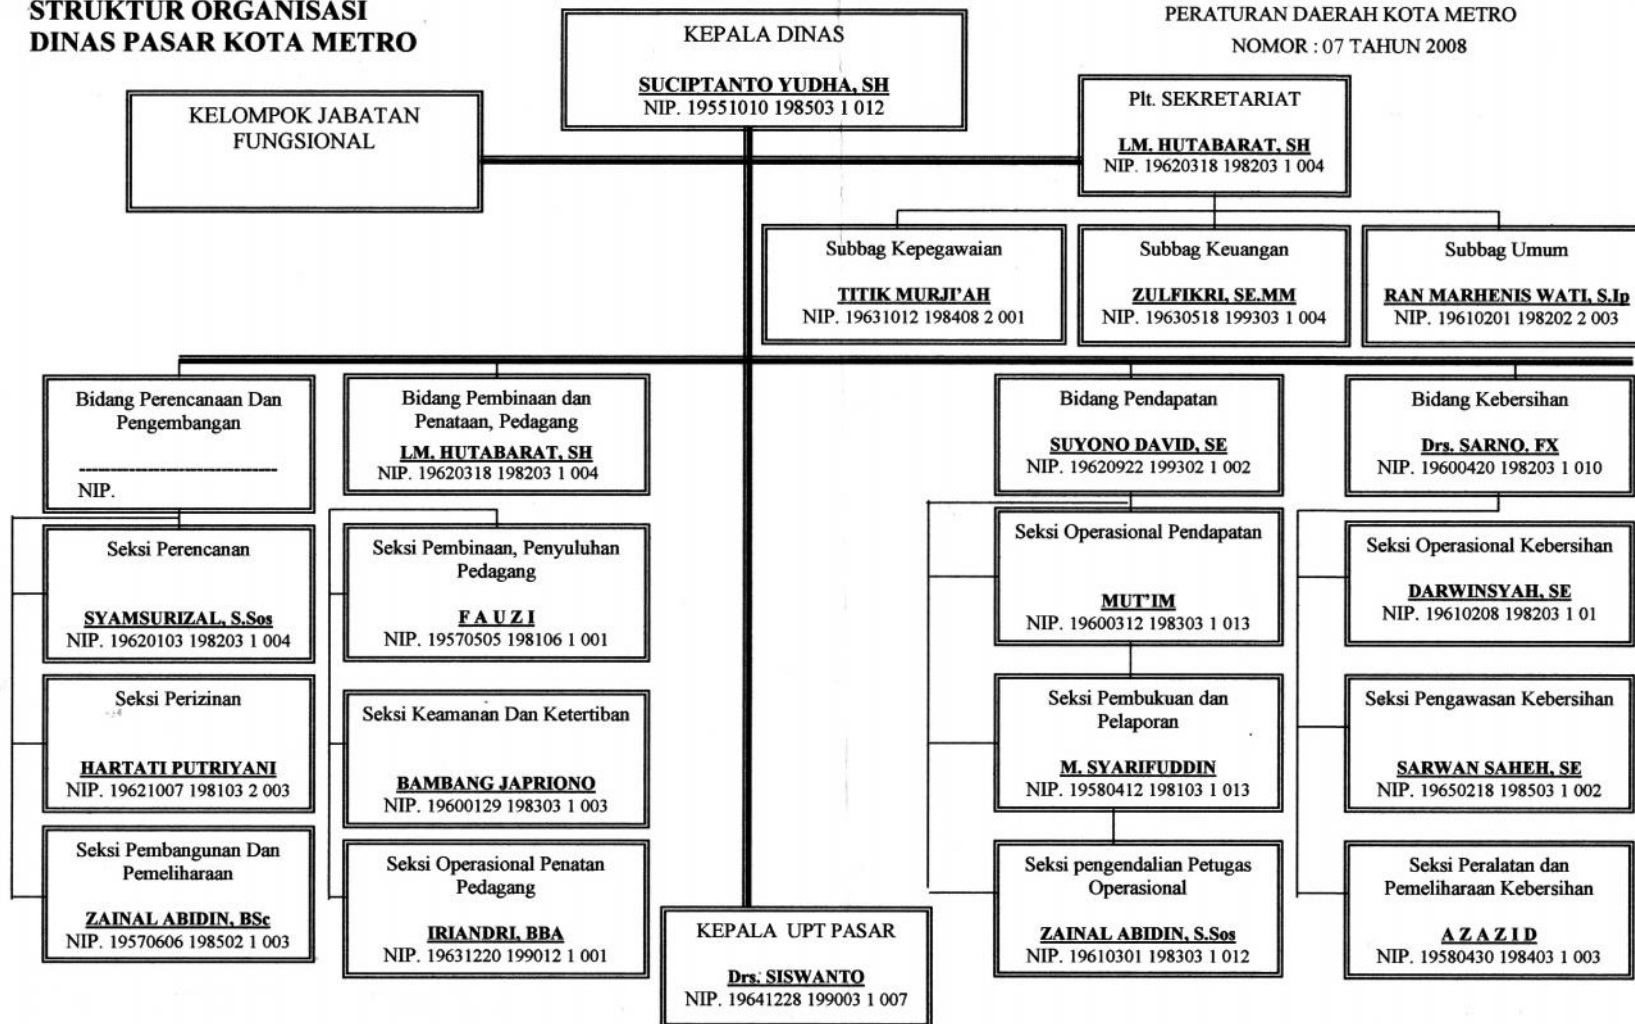 STRUKTUR ORGANISASI
DINAS PASAR KOTA METRO
PERATURAN DAERAH KOTA METRO
NOMOR : 07 TAHUN 2008
KEPALA DINAS
SUCIPTANTO YUDHA, SH
NIP. 19551010 198503 1 012
KELOMPOK JABATAN
FUNGSIONAL
Plt. SEKRETARIAT
LM. HUTABARAT, SH
NIP. 19620318 198203 1 004
Subbag Kepegawaian
TITIK MURJI'AH
NIP. 19631012 198408 2 001
Subbag Keuangan
ZULFIKRI, SE.MM
NIP. 19630518 199303 1 004
Subbag Umum
RAN MARHENIS WATI, S.Ip
NIP. 19610201 198202 2 003
Bidang Perencanaan Dan
Pengembangan
--------------------------------
NIP.
Seksi Perencanan
SYAMSURIZAL, S.Sos
NIP. 19620103 198203 1 004
Seksi Perizinan
HARTATI PUTRIYANI
NIP. 19621007 198103 2 003
Seksi Pembangunan Dan
Pemeliharaan
ZAINAL ABIDIN, BSc
NIP. 19570606 198502 1 003
Bidang Pembinaan dan
Penataan, Pedagang
LM. HUTABARAT, SH
NIP. 19620318 198203 1 004
Seksi Pembinaan, Penyuluhan
Pedagang
F A U Z I
NIP. 19570505 198106 1 001
Seksi Keamanan Dan Ketertiban
BAMBANG JAPRIONO
NIP. 19600129 198303 1 003
Seksi Operasional Penatan
Pedagang
IRIANDRI, BBA
NIP. 19631220 199012 1 001
KEPALA UPT PASAR
Drs. SISWANTO
NIP. 19641228 199003 1 007
Bidang Pendapatan
SUYONO DAVID, SE
NIP. 19620922 199302 1 002
Seksi Operasional Pendapatan
MUT'IM
NIP. 19600312 198303 1 013
Seksi Pembukuan dan
Pelaporan
M. SYARIFUDDIN
NIP. 19580412 198103 1 013
Seksi pengendalian Petugas
Operasional
ZAINAL ABIDIN, S.Sos
NIP. 19610301 198303 1 012
Bidang Kebersihan
Drs. SARNO, FX
NIP. 19600420 198203 1 010
Seksi Operasional Kebersihan
DARWINSYAH, SE
NIP. 19610208 198203 1 01
Seksi Pengawasan Kebersihan
SARWAN SAHEH, SE
NIP. 19650218 198503 1 002
Seksi Peralatan dan
Pemeliharaan Kebersihan
A Z A Z I D
NIP. 19580430 198403 1 003